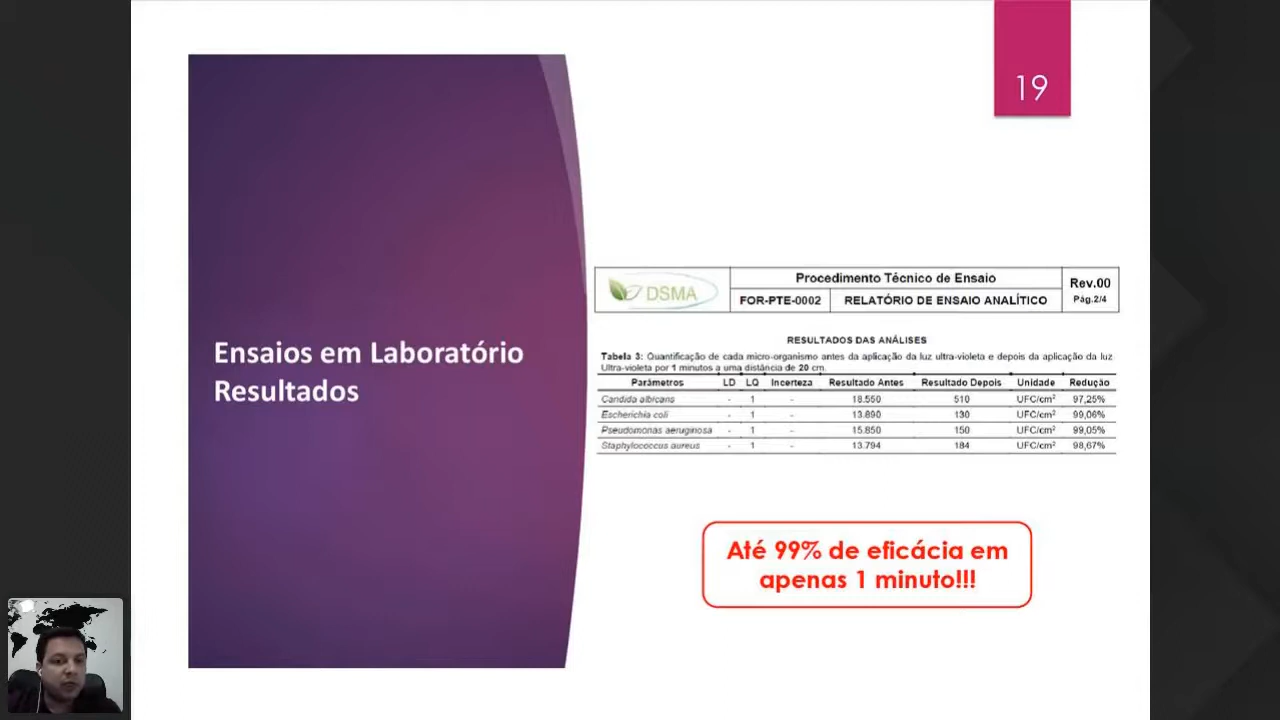 19
Ensaios em Laboratório
Resultados
DSMA
Procedimento Técnico de Ensaio
FOR-PTE-0002 RELATÓRIO DE ENSAIO ANALÍTICO
Rev.00
Pág.2/4
RESULTADOS DAS ANÁLISES
Tabela 3: Quantificação de cada micro-organismo antes da aplicação da luz ultra-violeta e depois da aplicação da luz
Ultra-violeta por 1 minutos a uma distância de 20 cm.
Parâmetros LD LQ Incerteza Resultado Antes Resultado Depois Unidade Redução
Candida albicans - 1 - 18.550 510 UFC/cm² 97,25%
Escherichia coli - 1 - 13.890 130 UFC/cm² 99,06%
Pseudomonas aeruginosa - 1 - 15.850 150 UFC/cm² 99,05%
Staphylococcus aureus - 1 - 13.794 184 UFC/cm² 98,67%
Até 99% de eficácia em
apenas 1 minuto!!!